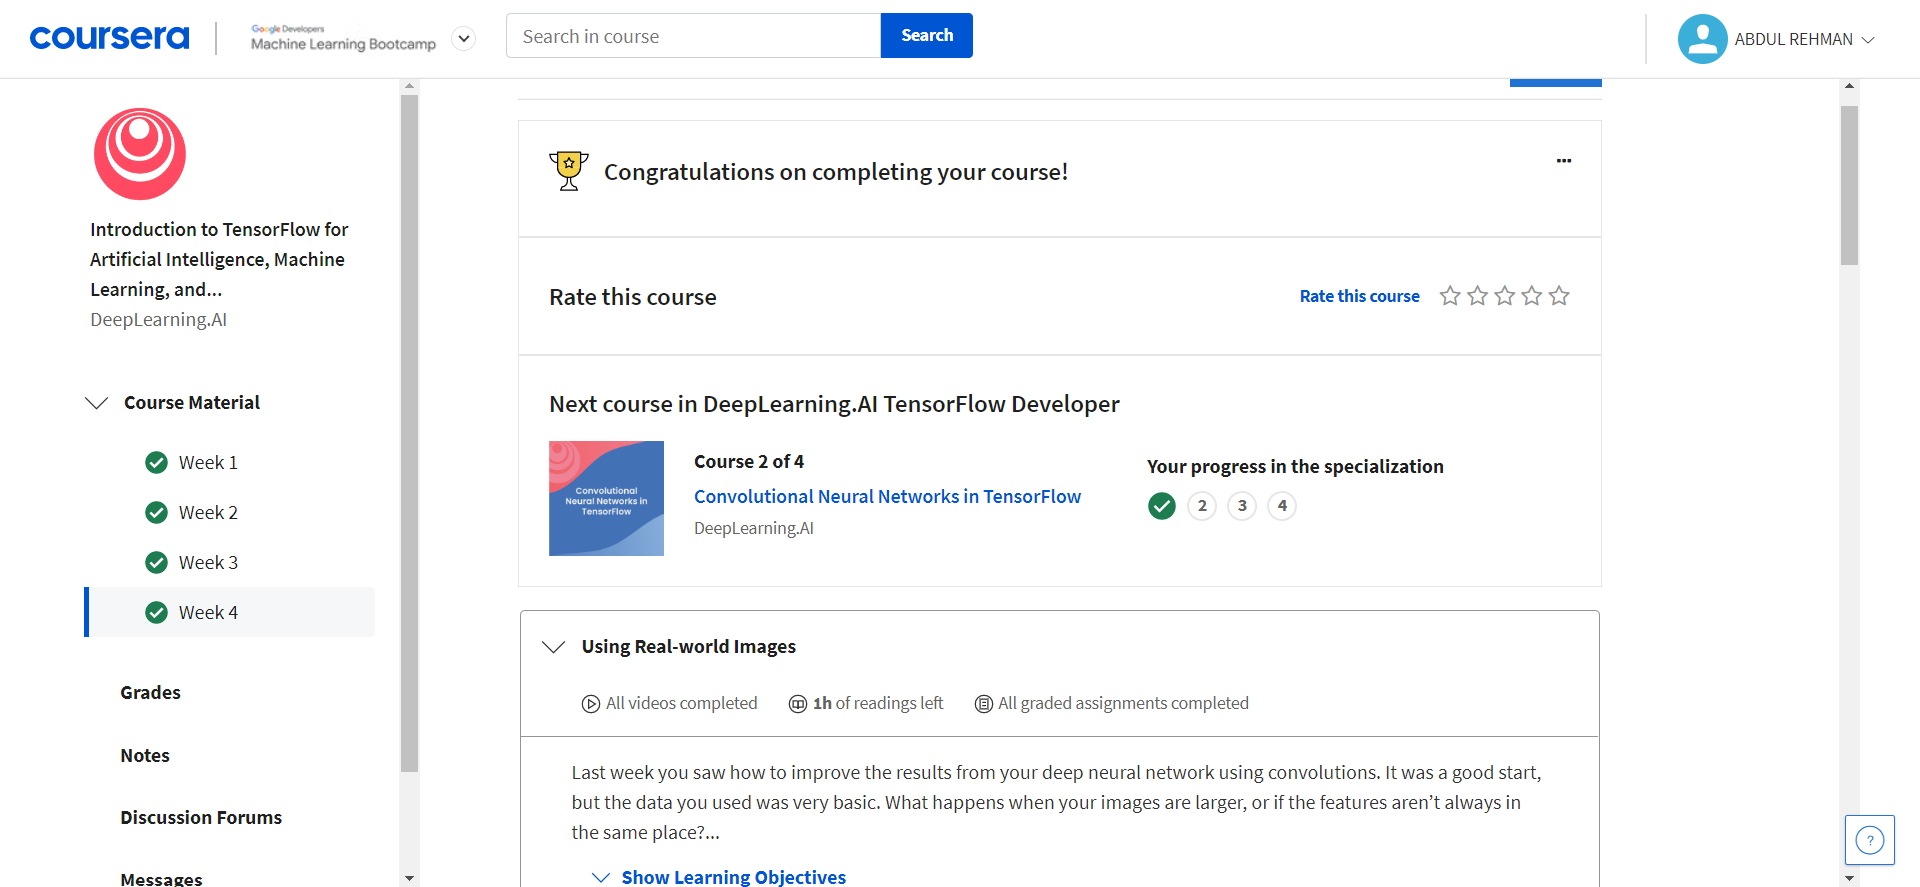 coursera
Google Developers
Machine Learning Bootcamp
Search in course
Search
ABDUL REHMAN
Introduction to TensorFlow for
Artificial Intelligence, Machine
Learning, and...
DeepLearning.AI
Course Material
Week 1
Week 2
Week 3
Week 4
Grades
Notes
Discussion Forums
Messages
Congratulations on completing your course!
Rate this course
Rate this course
Next course in DeepLearning.AI TensorFlow Developer
Convolutional
Neural Networks in
TensorFlow
Course 2 of 4
Convolutional Neural Networks in TensorFlow
DeepLearning.AI
Your progress in the specialization
2 3 4
Using Real-world Images
All videos completed
1h of readings left
All graded assignments completed
Last week you saw how to improve the results from your deep neural network using convolutions. It was a good start,
but the data you used was very basic. What happens when your images are larger, or if the features aren’t always in
the same place?...
Show Learning Objectives
?